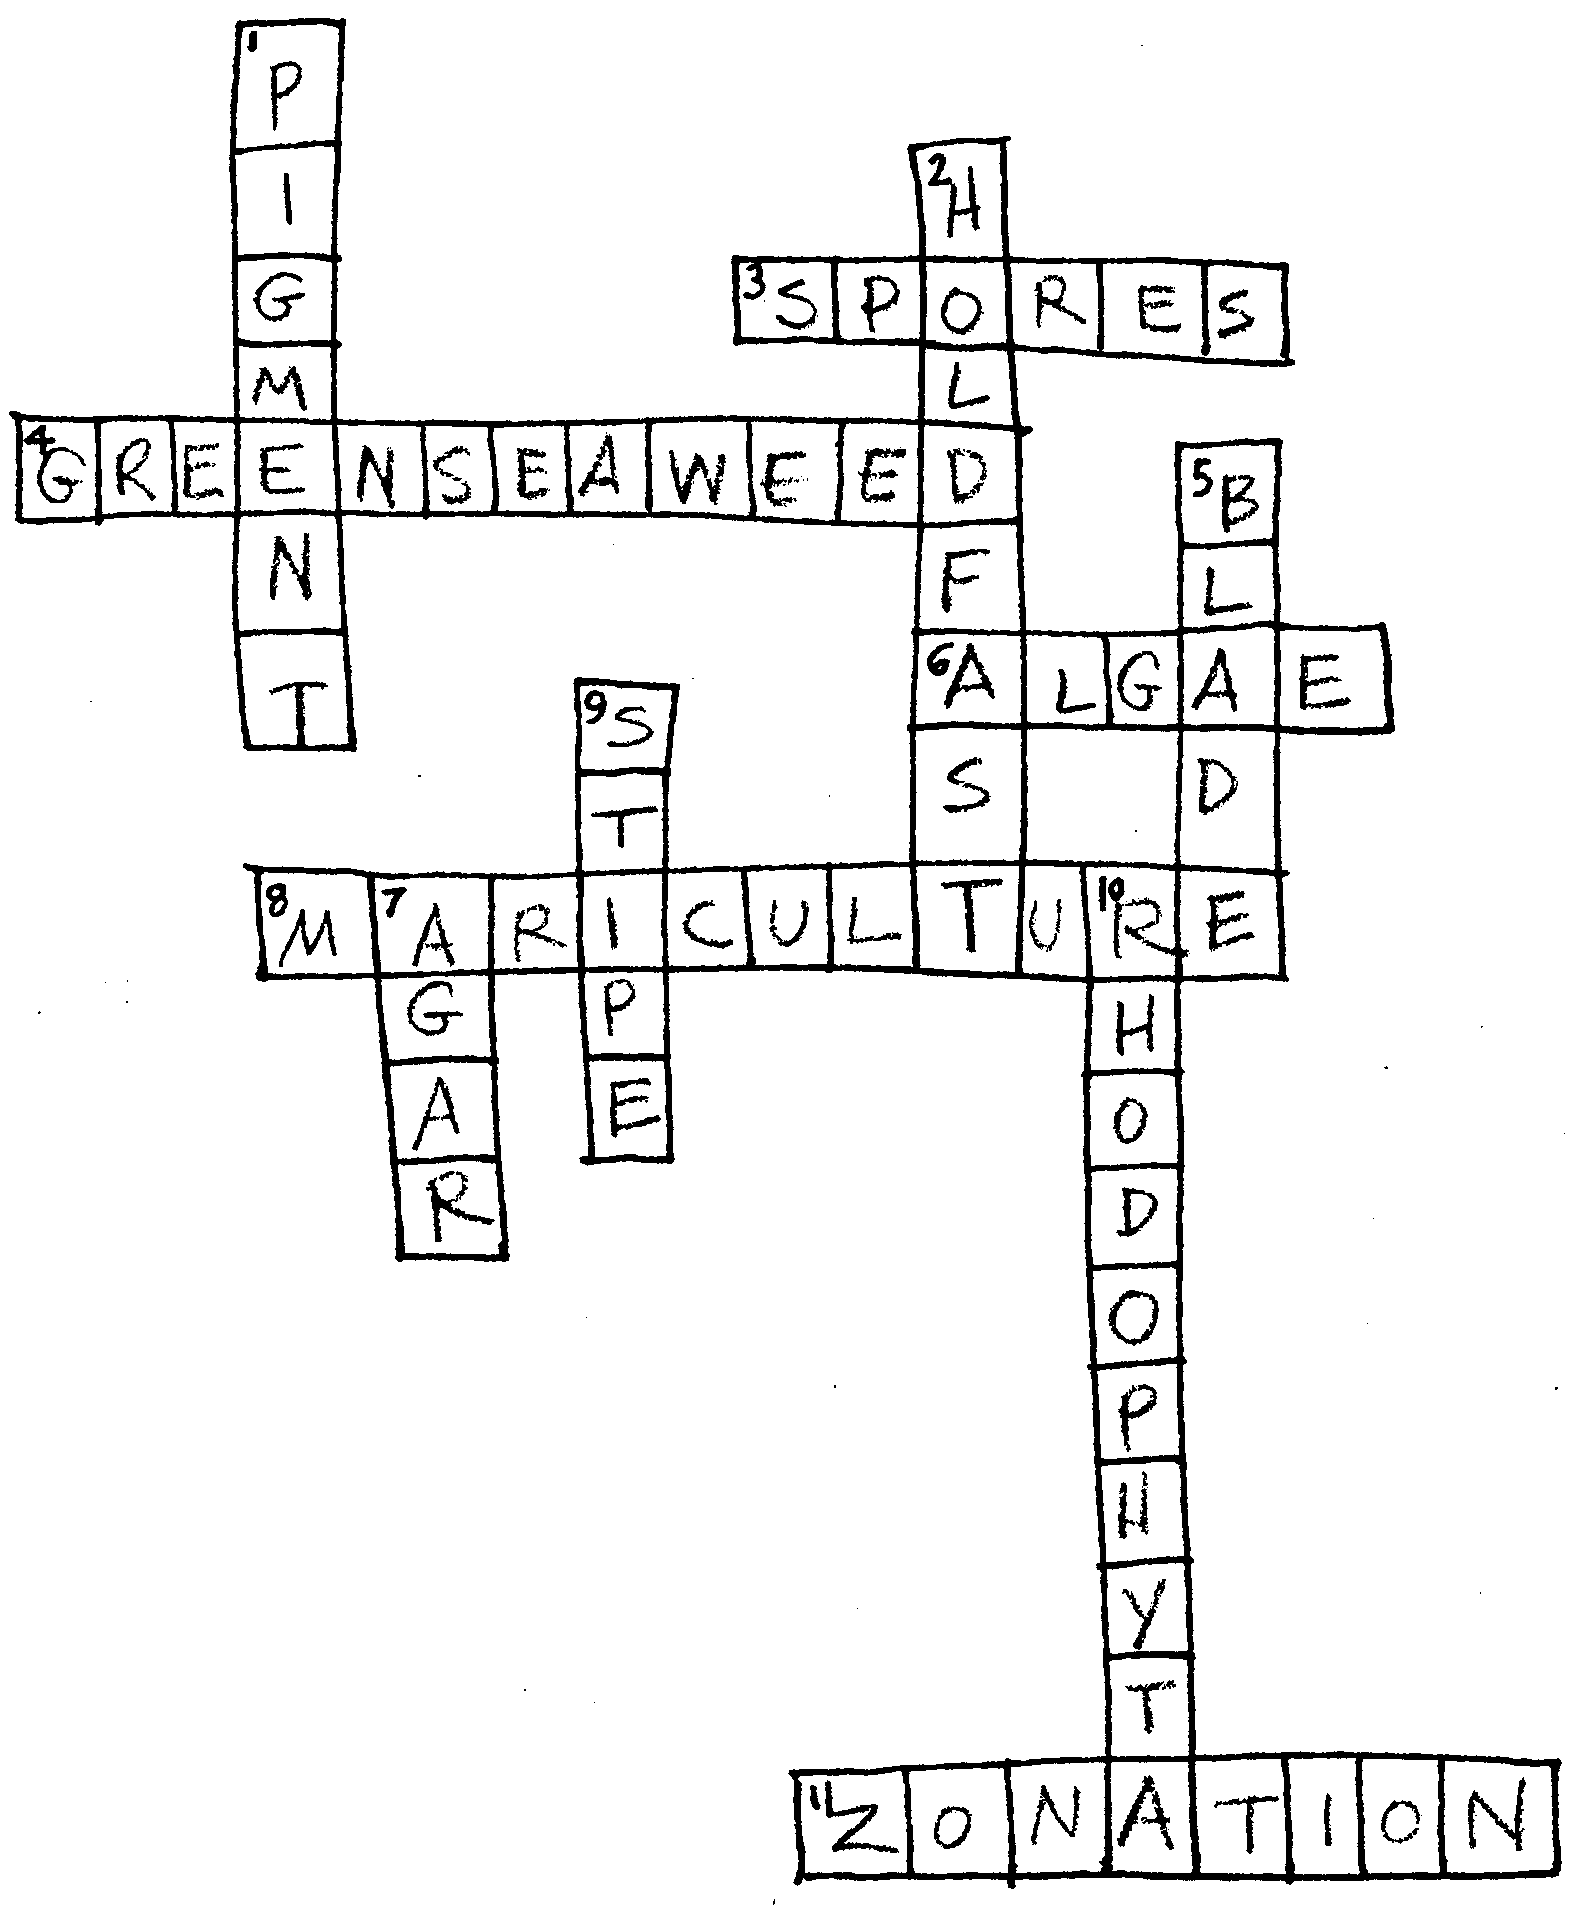 1 PIGMENT
2 HOLDFAST
3 SPORES
4 GREENSEAWEED
5 BLADE
6 ALGAE
9 STIPE
8 MARICULTURE
7 AGAR
10 RHODOPHYTA
11 ZONATION